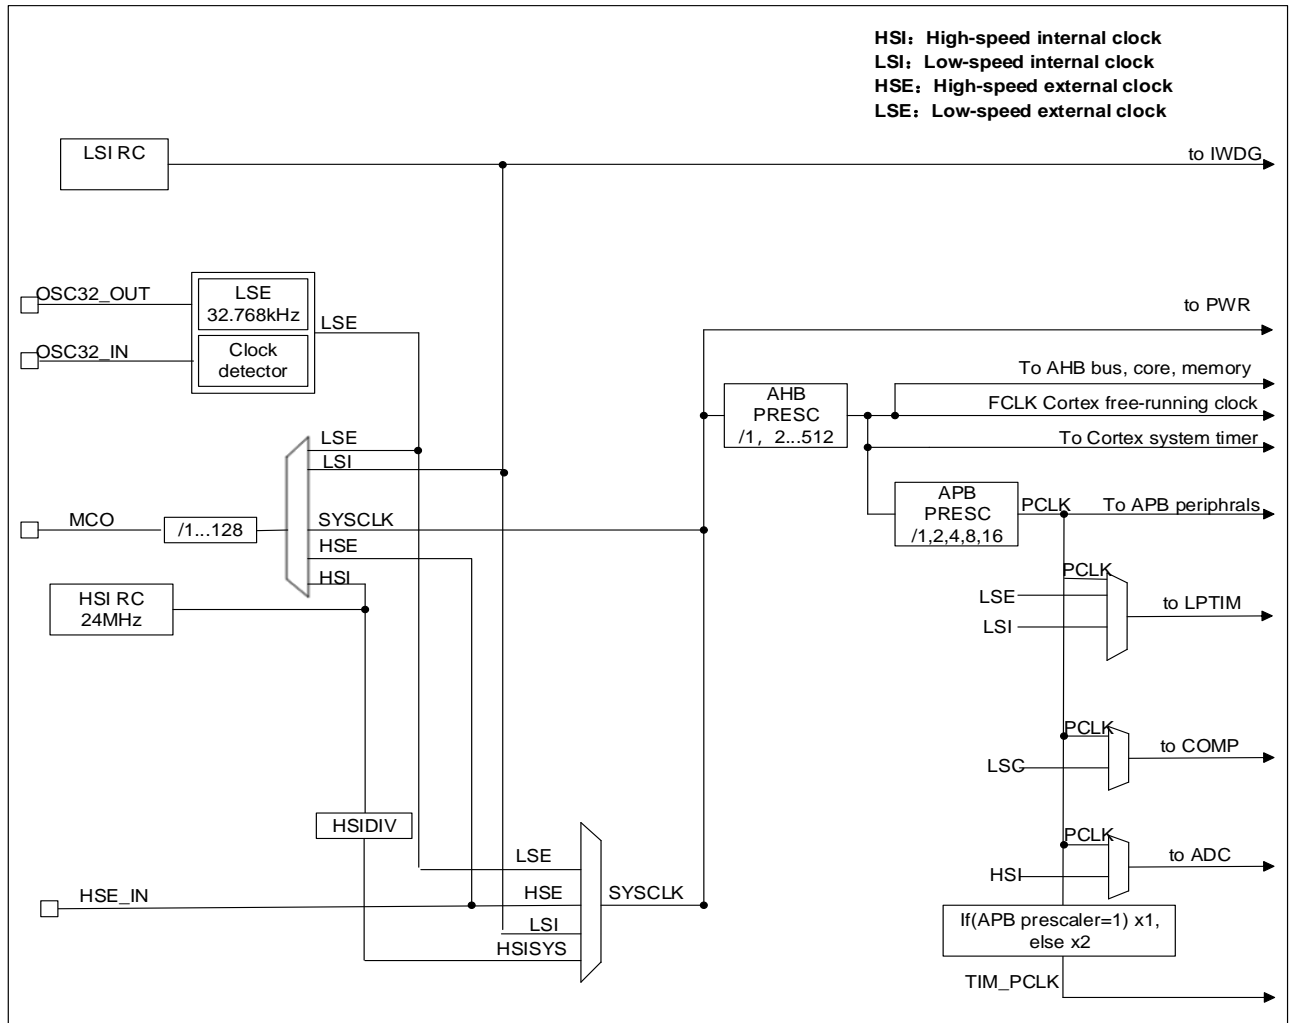 HSI：High-speed internal clock
LSI：Low-speed internal clock
HSE：High-speed external clock
LSE：Low-speed external clock
LSI RC
to IWDG
OSC32_OUT
LSE
32.768kHz
LSE
OSC32_IN
Clock
detector
to PWR
To AHB bus, core, memory
AHB
PRESC
/1, 2...512
FCLK Cortex free-running clock
To Cortex system timer
LSE
LSI
MCO
/1...128
SYSCLK
HSE
HSI
APB
PRESC
/1,2,4,8,16
PCLK
To APB periphrals
HSI RC
24MHz
PCLK
LSE
LSI
to LPTIM
PCLK
LSC
to COMP
HSIDIV
PCLK
HSI
to ADC
LSE
HSE_IN
HSE
SYSCLK
LSI
HSISYS
If(APB prescaler=1) x1,
else x2
TIM_PCLK